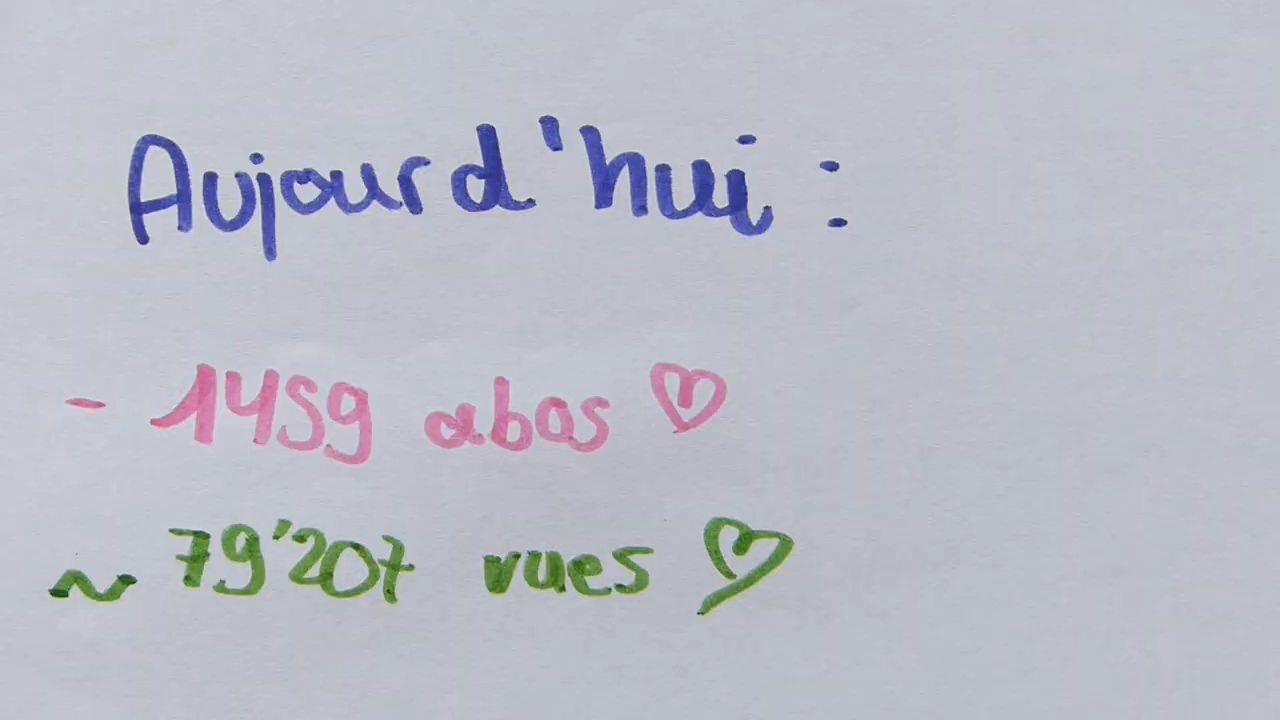 Aujourd'hui :
- 1459 abos ♡
~ 79'207 vues ♡